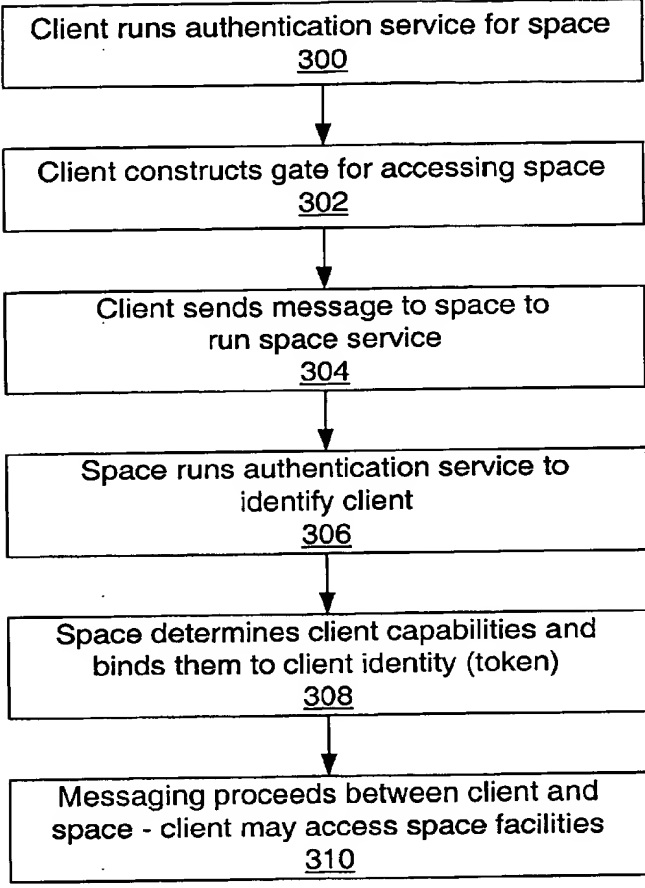 Client runs authentication service for space
300
Client constructs gate for accessing space
302
Client sends message to space to
run space service
304
Space runs authentication service to
identify client
306
Space determines client capabilities and
binds them to client identity (token)
308
Messaging proceeds between client and
space - client may access space facilities
310